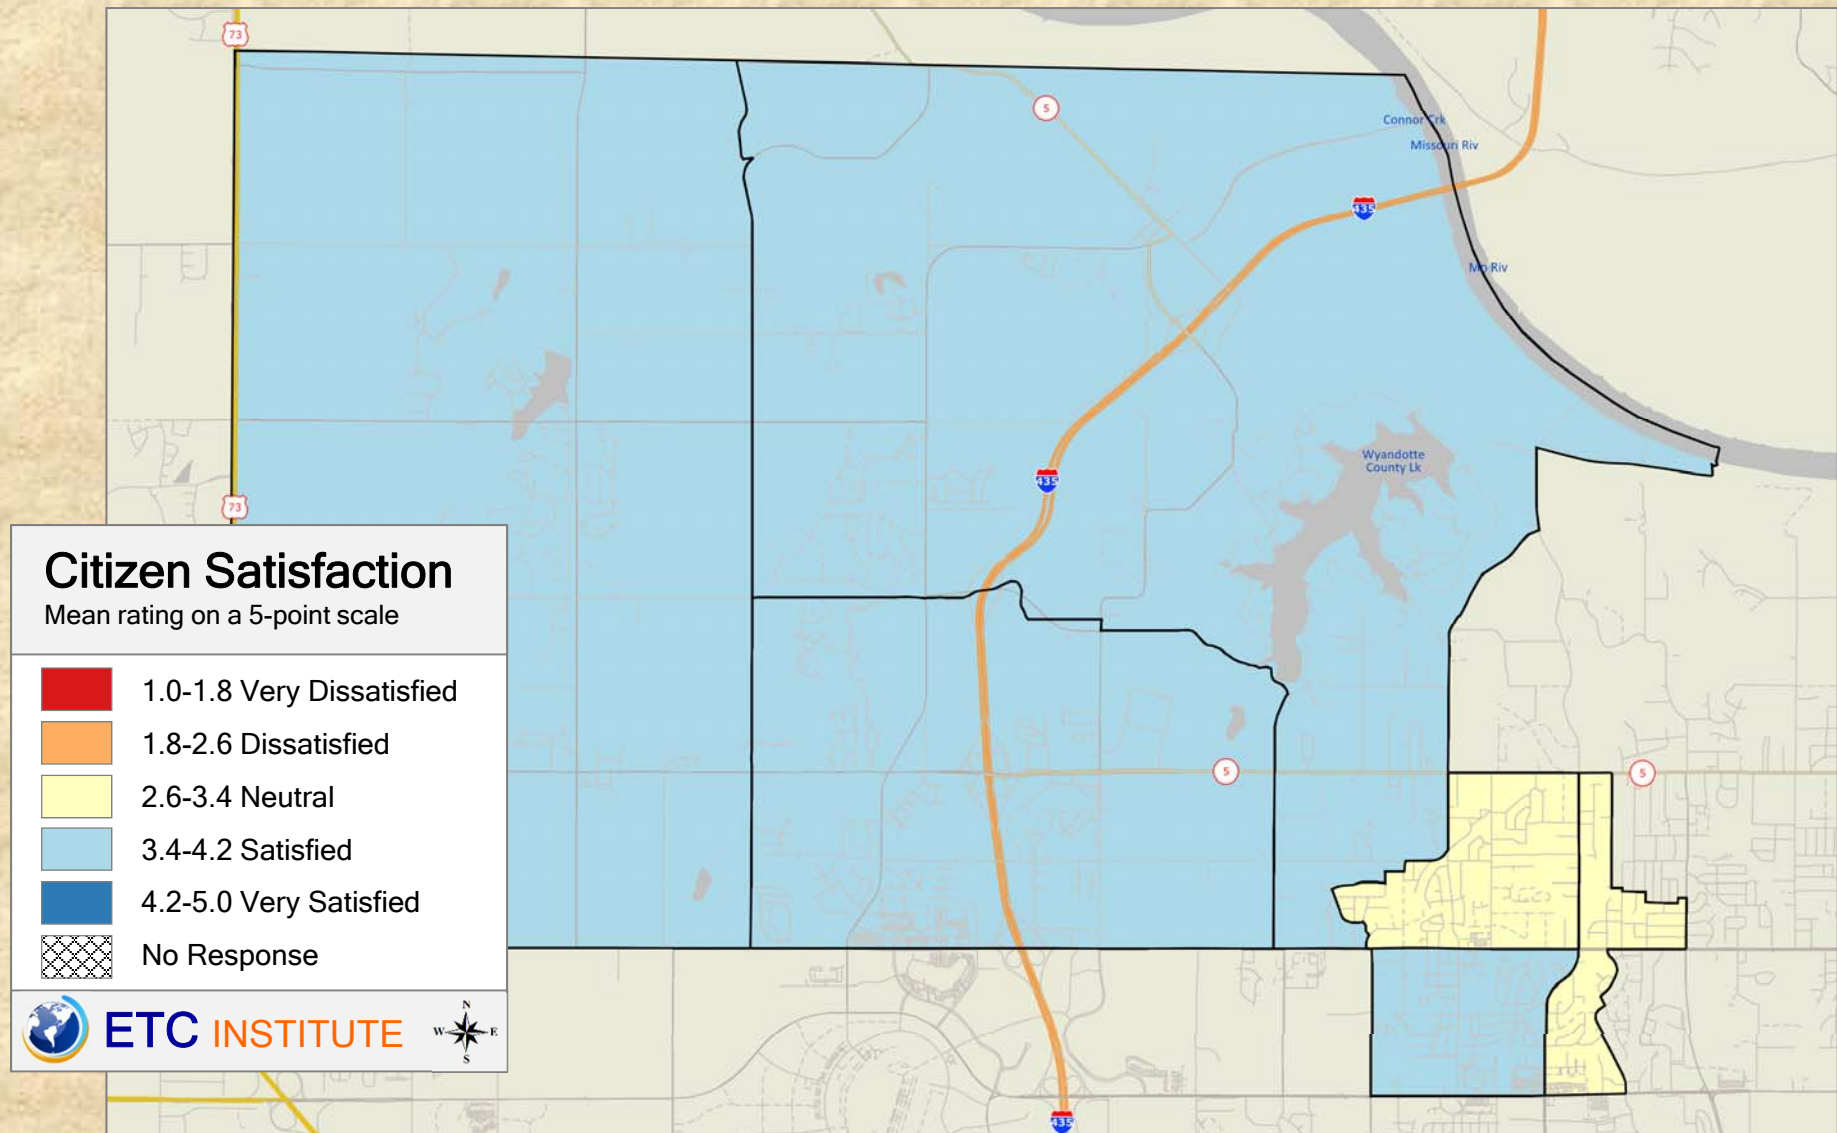 73
5
Connor Crk
Missouri Riv
435
Mo Riv
Wyandotte
County Lk
435
73
Citizen Satisfaction
Mean rating on a 5-point scale
1.0-1.8 Very Dissatisfied
1.8-2.6 Dissatisfied
2.6-3.4 Neutral
3.4-4.2 Satisfied
4.2-5.0 Very Satisfied
No Response
5
5
ETC INSTITUTE
N
W E
S
435